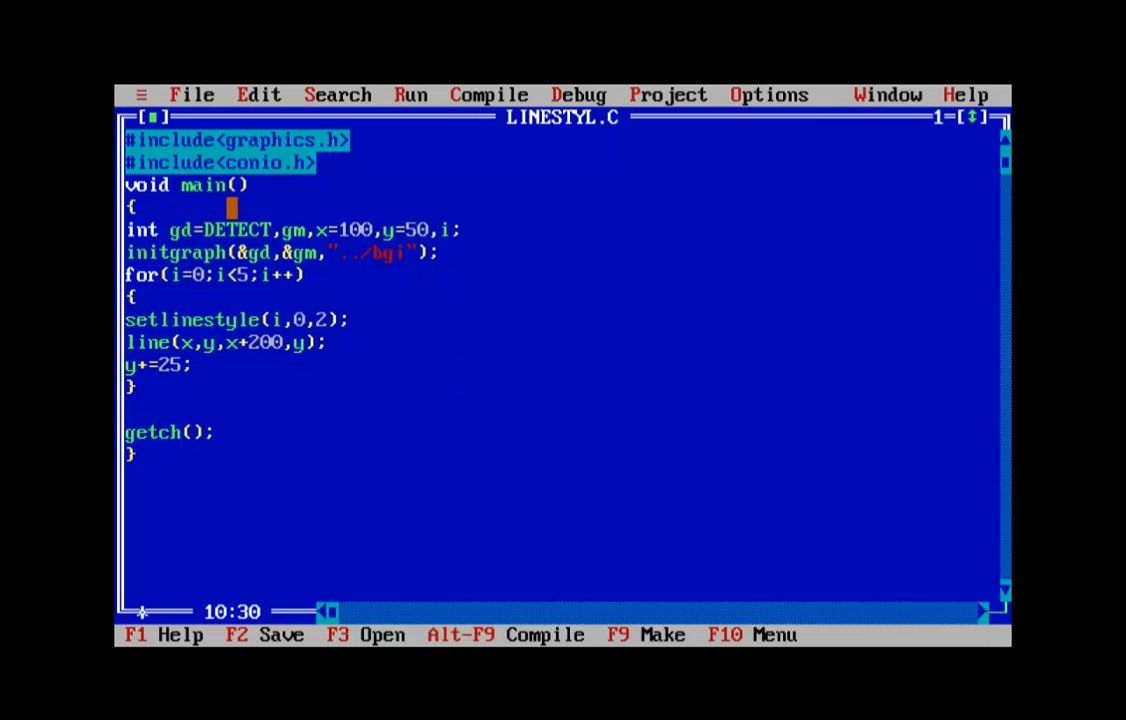 ≡ File Edit Search Run Compile Debug Project Options Window Help
[■] LINESTYL.C 1=[↕]
#include<graphics.h>
#include<conio.h>
void main()
{
int gd=DETECT,gm,x=100,y=50,i;
initgraph(&gd,&gm,"../bgi");
for(i=0;i<5;i++)
{
setlinestyle(i,0,2);
line(x,y,x+200,y);
y+=25;
}
getch();
}
10:30
F1 Help F2 Save F3 Open Alt-F9 Compile F9 Make F10 Menu